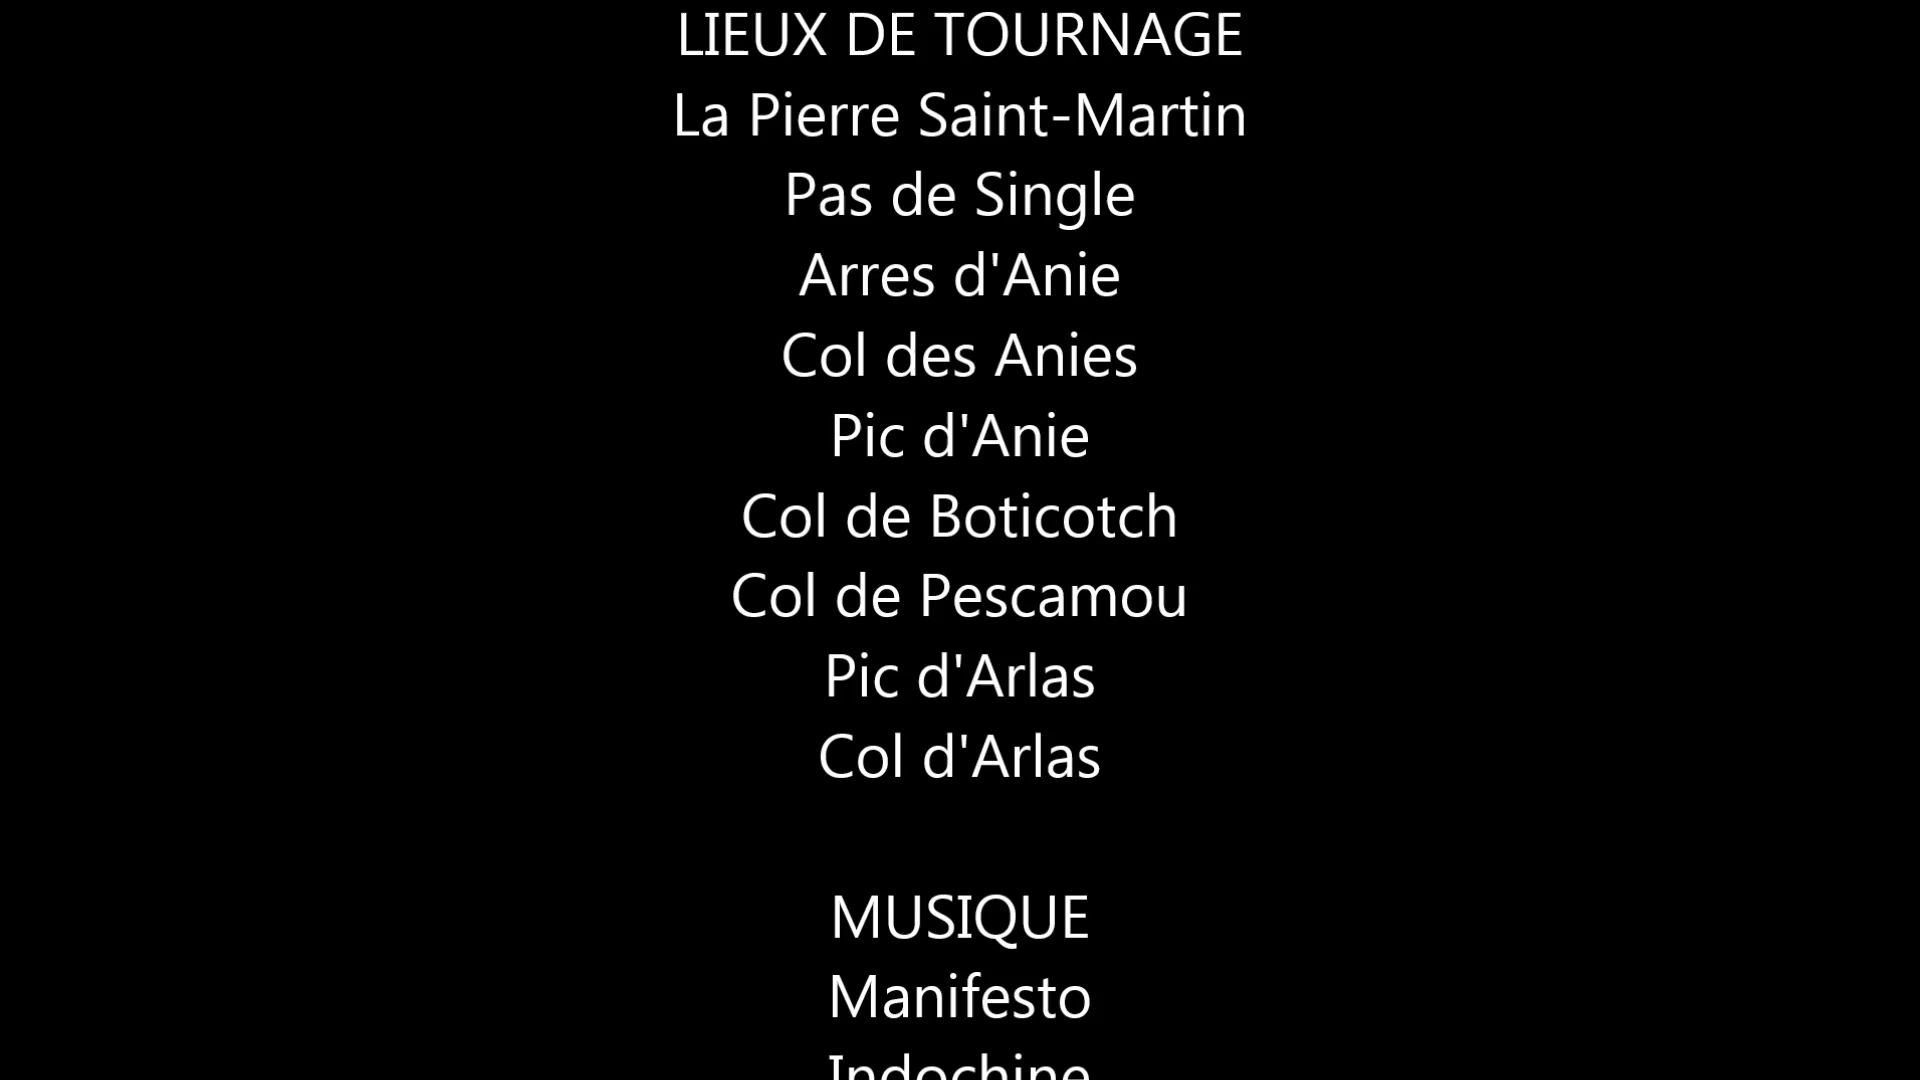 LIEUX DE TOURNAGE
La Pierre Saint-Martin
Pas de Single
Arres d'Anie
Col des Anies
Pic d'Anie
Col de Boticotch
Col de Pescamou
Pic d'Arlas
Col d'Arlas
MUSIQUE
Manifesto
Indochine